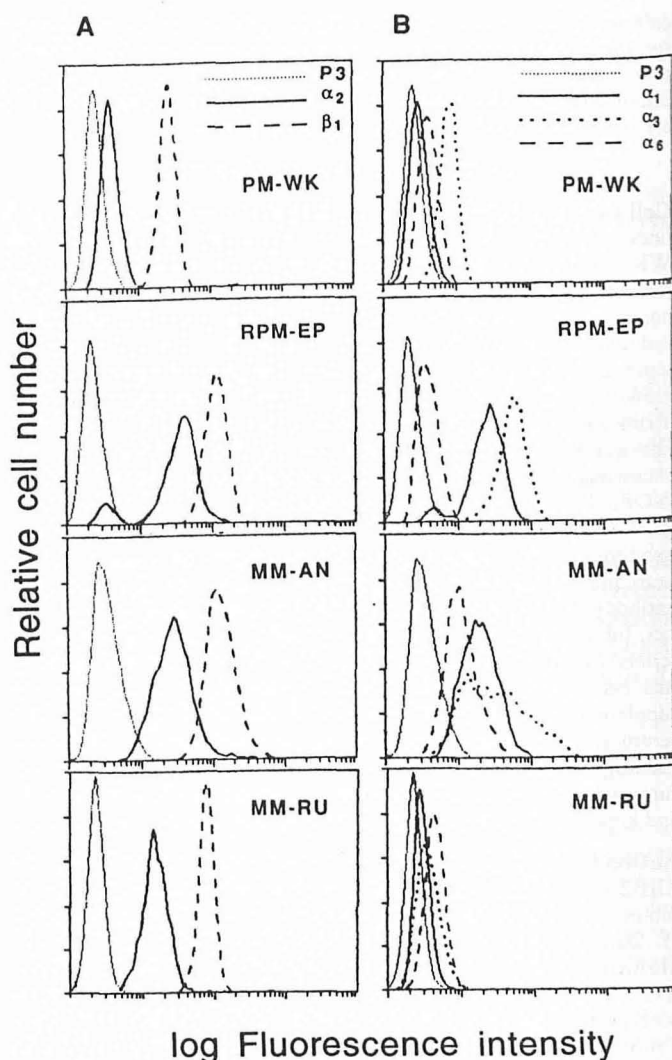 A
B
P3
α2
β1
PM-WK
P3
α1
α3
α6
PM-WK
RPM-EP
RPM-EP
MM-AN
MM-AN
MM-RU
MM-RU
Relative cell number
log Fluorescence intensity